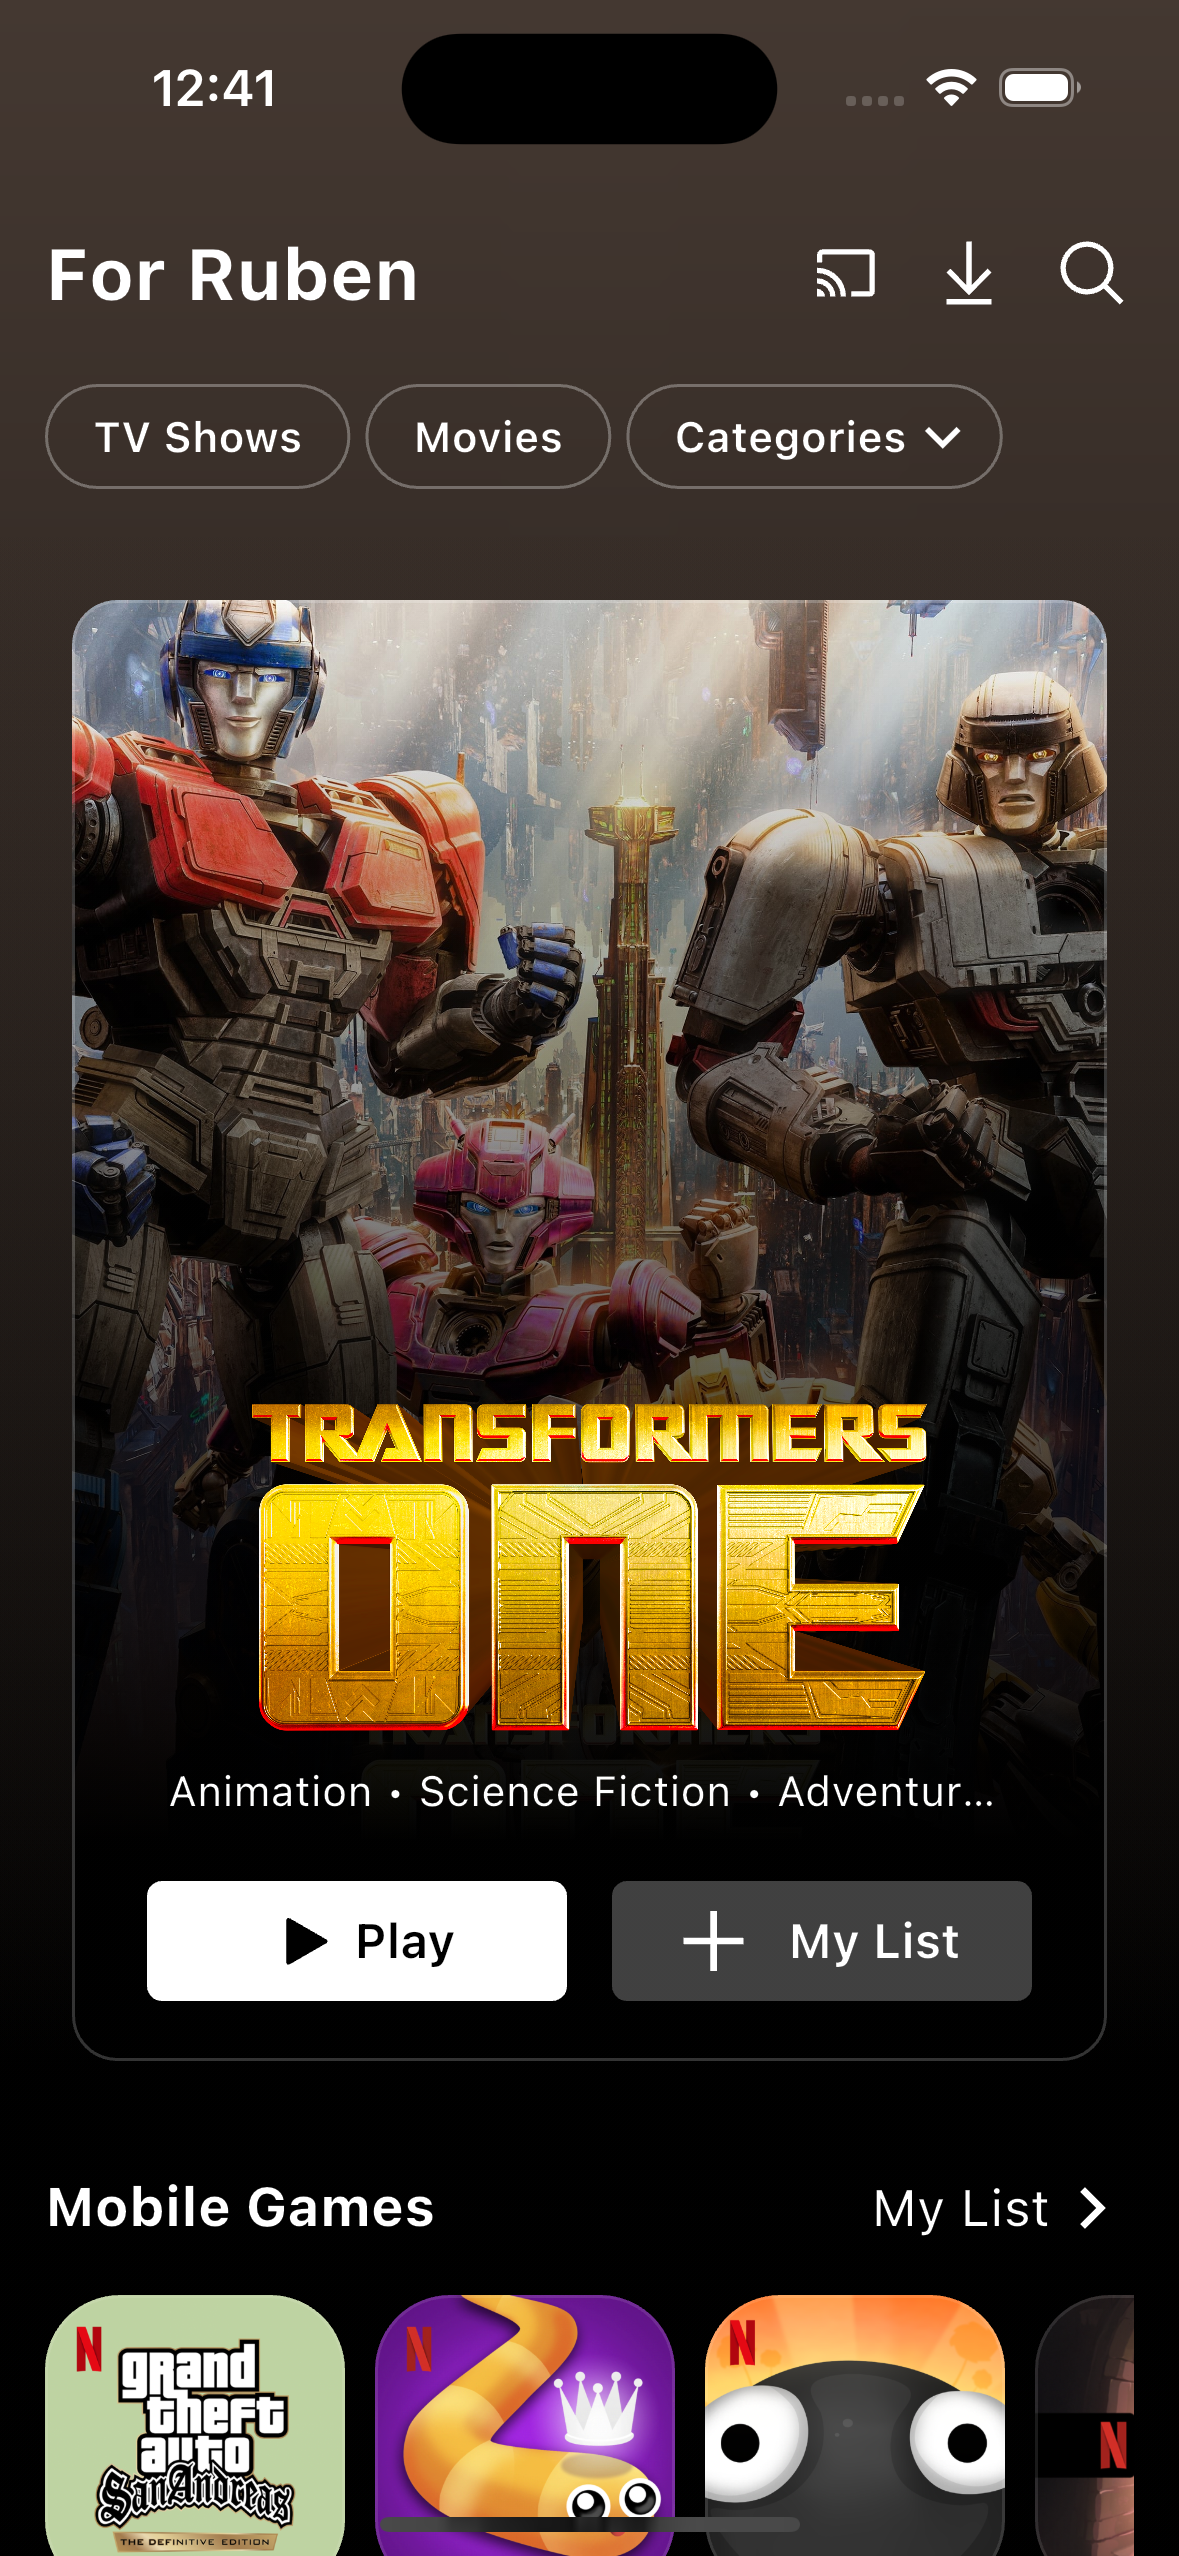 12:41
For Ruben
TV Shows
Movies
Categories
TRANSFORMERS
ONE
Animation • Science Fiction • Adventur...
Play
My List
Mobile Games
My List
N
grand
theft
auto
San Andreas
THE DEFINITIVE EDITION
N
N
N